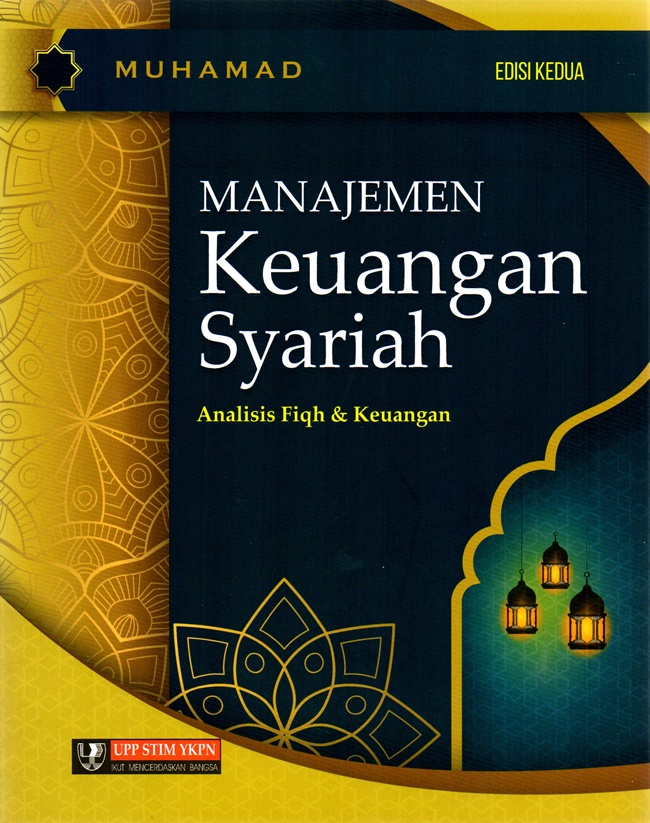 MUHAMAD
EDISI KEDUA
MANAJEMEN
Keuangan
Syariah
Analisis Fiqh & Keuangan
UPP STIM YKPN
IKUT MENCERDASKAN BANGSA